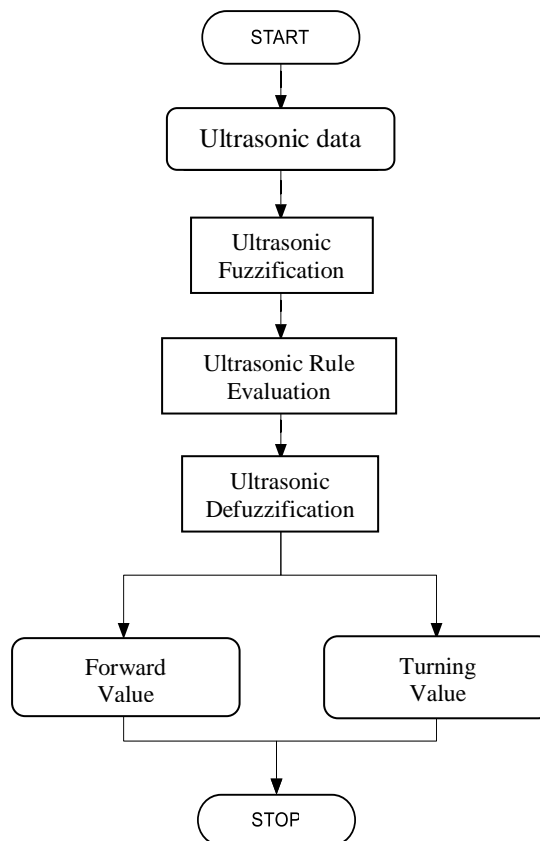 START
Ultrasonic data
Ultrasonic
Fuzzification
Ultrasonic Rule
Evaluation
Ultrasonic
Defuzzification
Forward
Value
Turning
Value
STOP